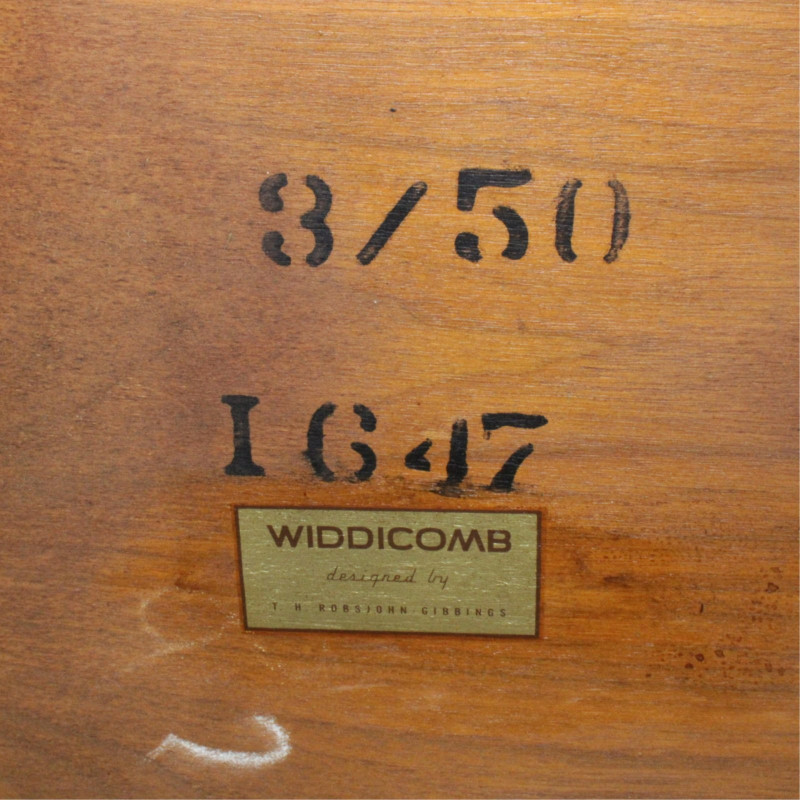 3/50
1647
WIDDICOMB
designed by
T H ROBSJOHN GIBBINGS